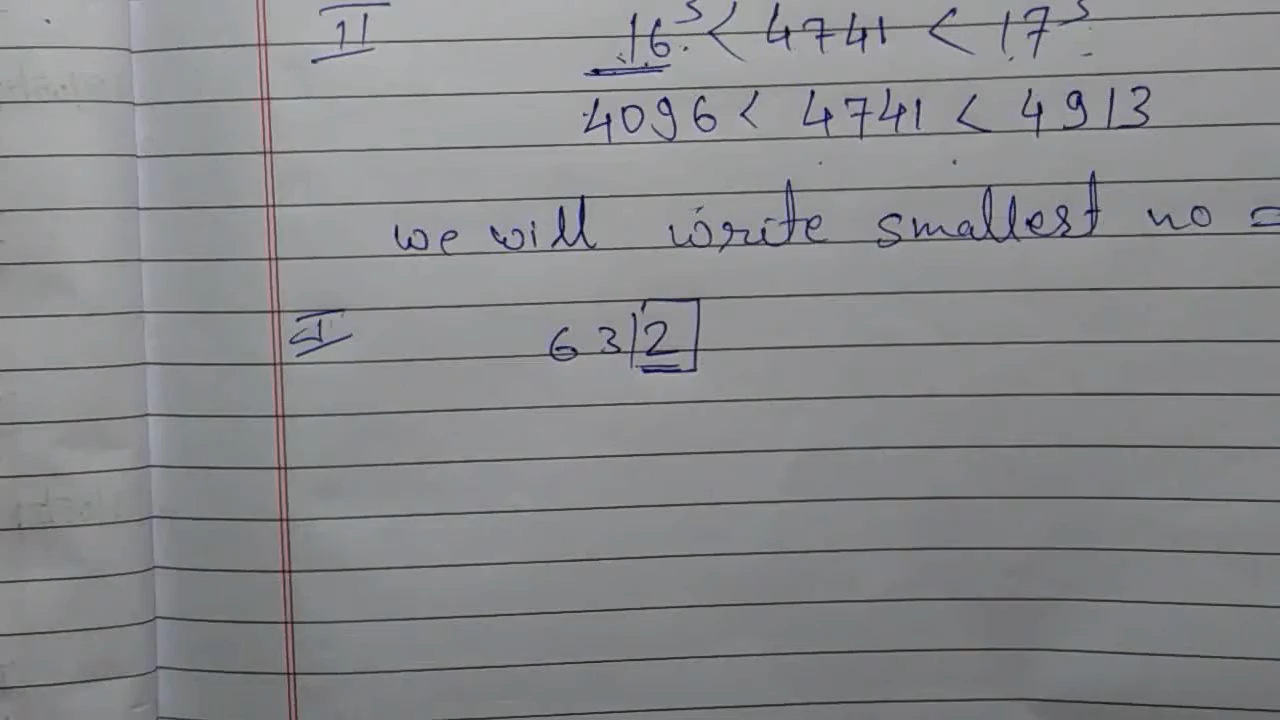 II 16³ < 4741 < 17³
4096 < 4741 < 4913
we will write smallest no =
I 63|2